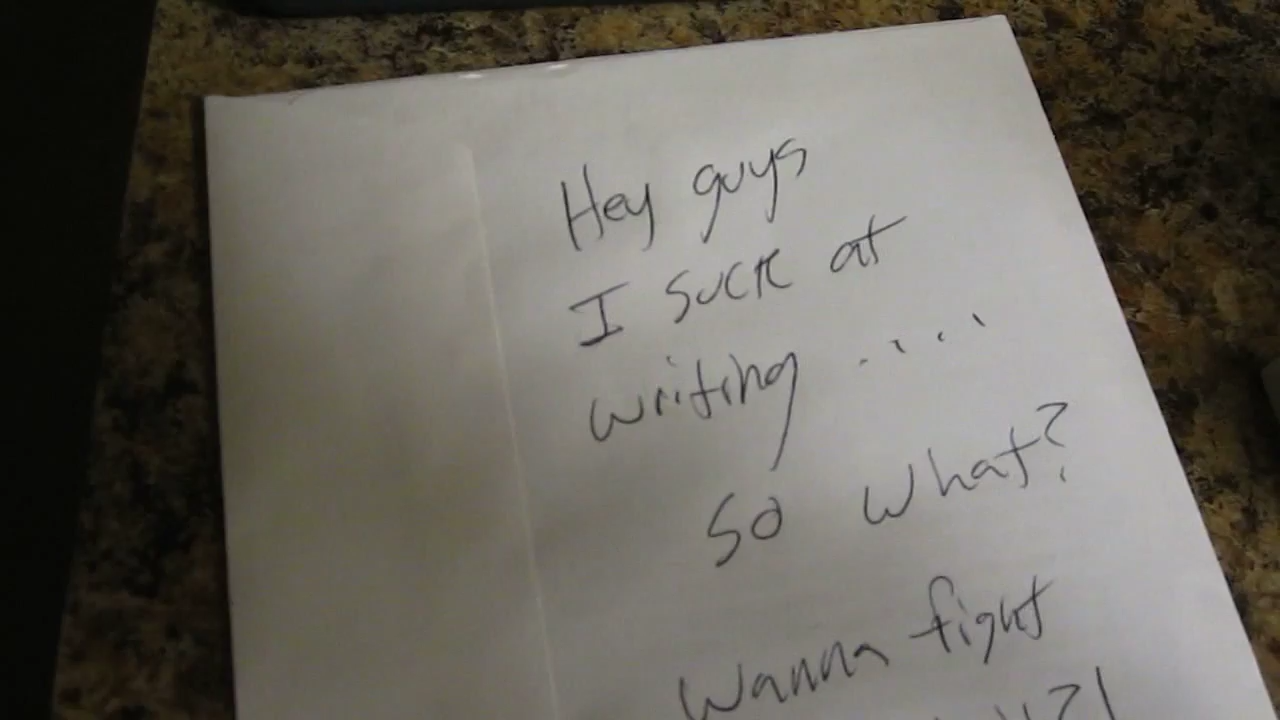 Hey guys
I suck at
writing ....
so what?
Wanna fight